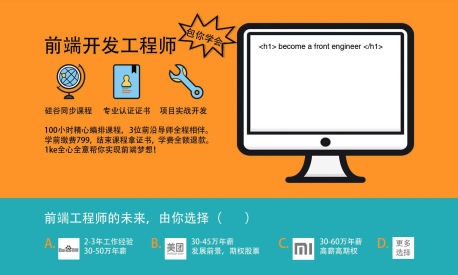 前端开发工程师
包你学会
<h1> become a front engineer </h1>
硅谷同步课程
专业认证证书
项目实战开发
100小时精心编排课程，3位前沿导师全程相伴。
学前缴费799，结束课程拿证书，学费全额退款。
1ke全心全意帮你实现前端梦想！
前端工程师的未来，由你选择（ ）
A.
2-3年工作经验
30-50万年薪
B.
美团
30-45万年薪
发展前景，期权股票
C.
mi
30-60万年薪
高薪高期权
D.
更多
选择